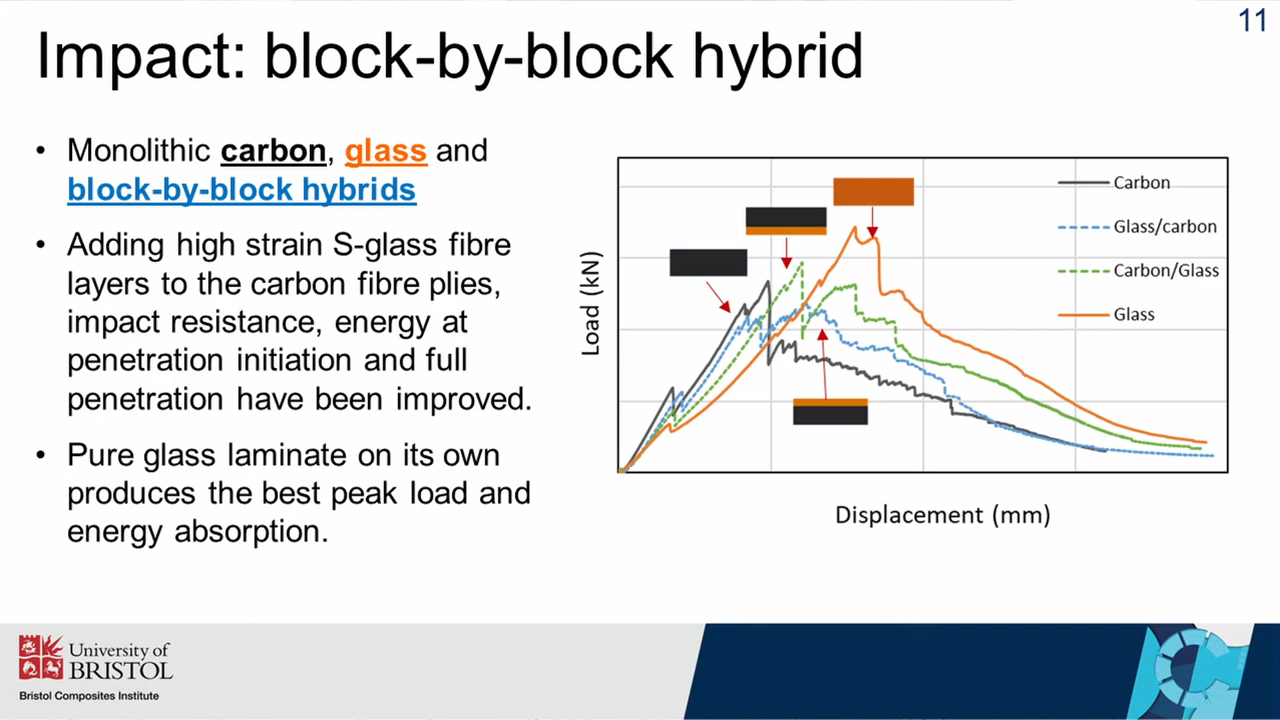 11
Impact: block-by-block hybrid
• Monolithic carbon, glass and
block-by-block hybrids
• Adding high strain S-glass fibre
layers to the carbon fibre plies,
impact resistance, energy at
penetration initiation and full
penetration have been improved.
• Pure glass laminate on its own
produces the best peak load and
energy absorption.
Load (kN)
Carbon
Glass/carbon
Carbon/Glass
Glass
Displacement (mm)
University of
BRISTOL
Bristol Composites Institute